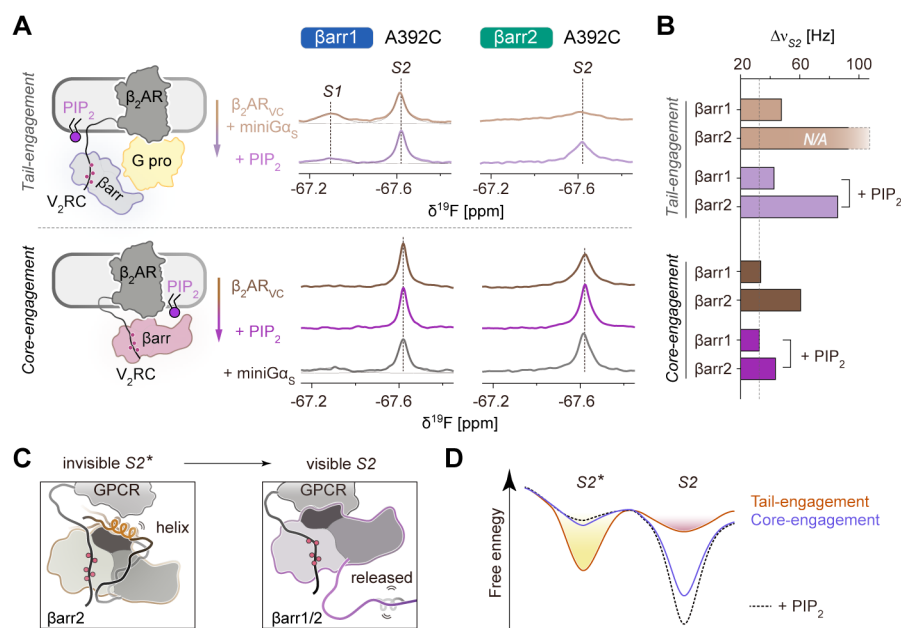 A
βarr1 A392C
βarr2 A392C
B
Δν_S2 [Hz]
20 60 100
Tail-engagement
PIP₂
β₂AR
G pro
βarr
V₂RC
S1
S2
S2
β₂AR_VC
+ miniGα_S
+ PIP₂
-67.2 -67.6
-67.2 -67.6
δ¹⁹F [ppm]
Tail-engagement
βarr1
βarr2
N/A
βarr1
βarr2
+ PIP₂
Core-engagement
β₂AR
PIP₂
βarr
V₂RC
β₂AR_VC
+ PIP₂
+ miniGα_S
-67.2 -67.6
-67.2 -67.6
δ¹⁹F [ppm]
Core-engagement
βarr1
βarr2
βarr1
βarr2
+ PIP₂
C
invisible S2*
visible S2
GPCR
helix
βarr2
GPCR
released
βarr1/2
D
Free ennegy
S2*
S2
Tail-engagement
Core-engagement
+ PIP₂